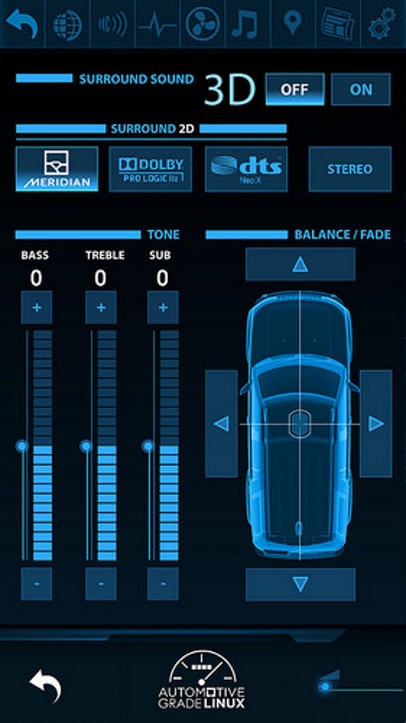 SURROUND SOUND
3D
OFF
ON
SURROUND 2D
MERIDIAN
DOLBY
PRO LOGIC IIz
dts
Neo:X
STEREO
TONE
BALANCE / FADE
BASS
TREBLE
SUB
0
0
0
+
+
+
-
-
-
AUTOMOTIVE
GRADE LINUX